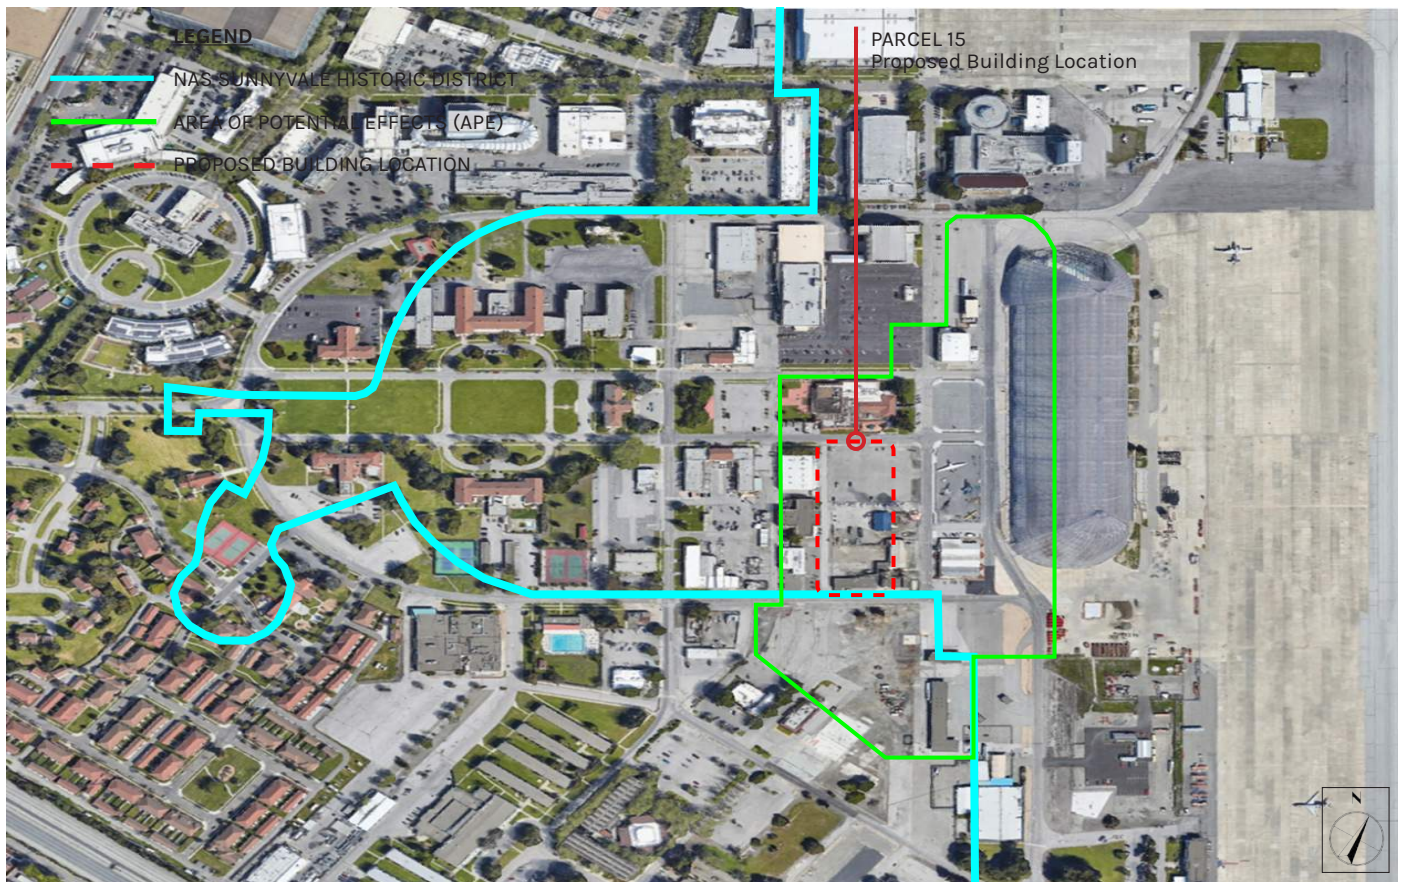 LEGEND
NAS SUNNYVALE HISTORIC DISTRICT
AREA OF POTENTIAL EFFECTS (APE)
PROPOSED BUILDING LOCATION
PARCEL 15
Proposed Building Location
N